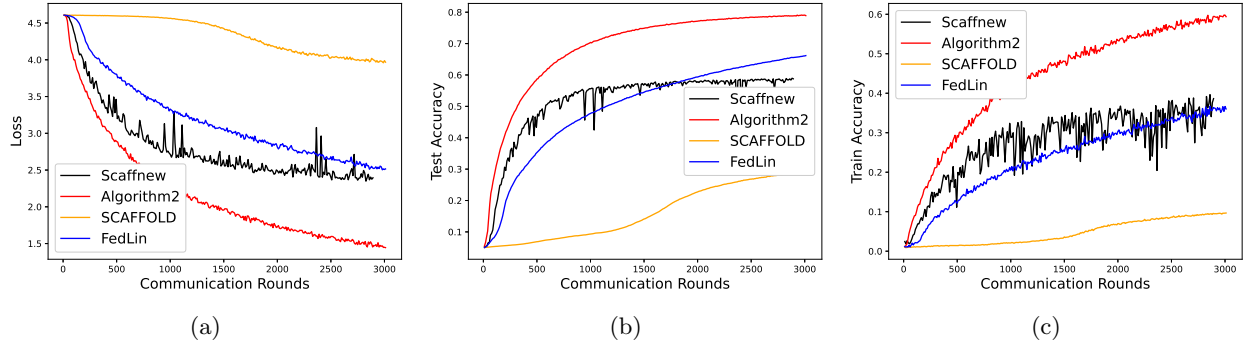 4.5
4.0
3.5
3.0
2.5
2.0
1.5
Loss
Scaffnew
Algorithm2
SCAFFOLD
FedLin
0 500 1000 1500 2000 2500 3000
Communication Rounds
(a)
0.8
0.7
0.6
0.5
0.4
0.3
0.2
0.1
Test Accuracy
Scaffnew
Algorithm2
SCAFFOLD
FedLin
0 500 1000 1500 2000 2500 3000
Communication Rounds
(b)
0.6
0.5
0.4
0.3
0.2
0.1
0.0
Train Accuracy
Scaffnew
Algorithm2
SCAFFOLD
FedLin
0 500 1000 1500 2000 2500 3000
Communication Rounds
(c)